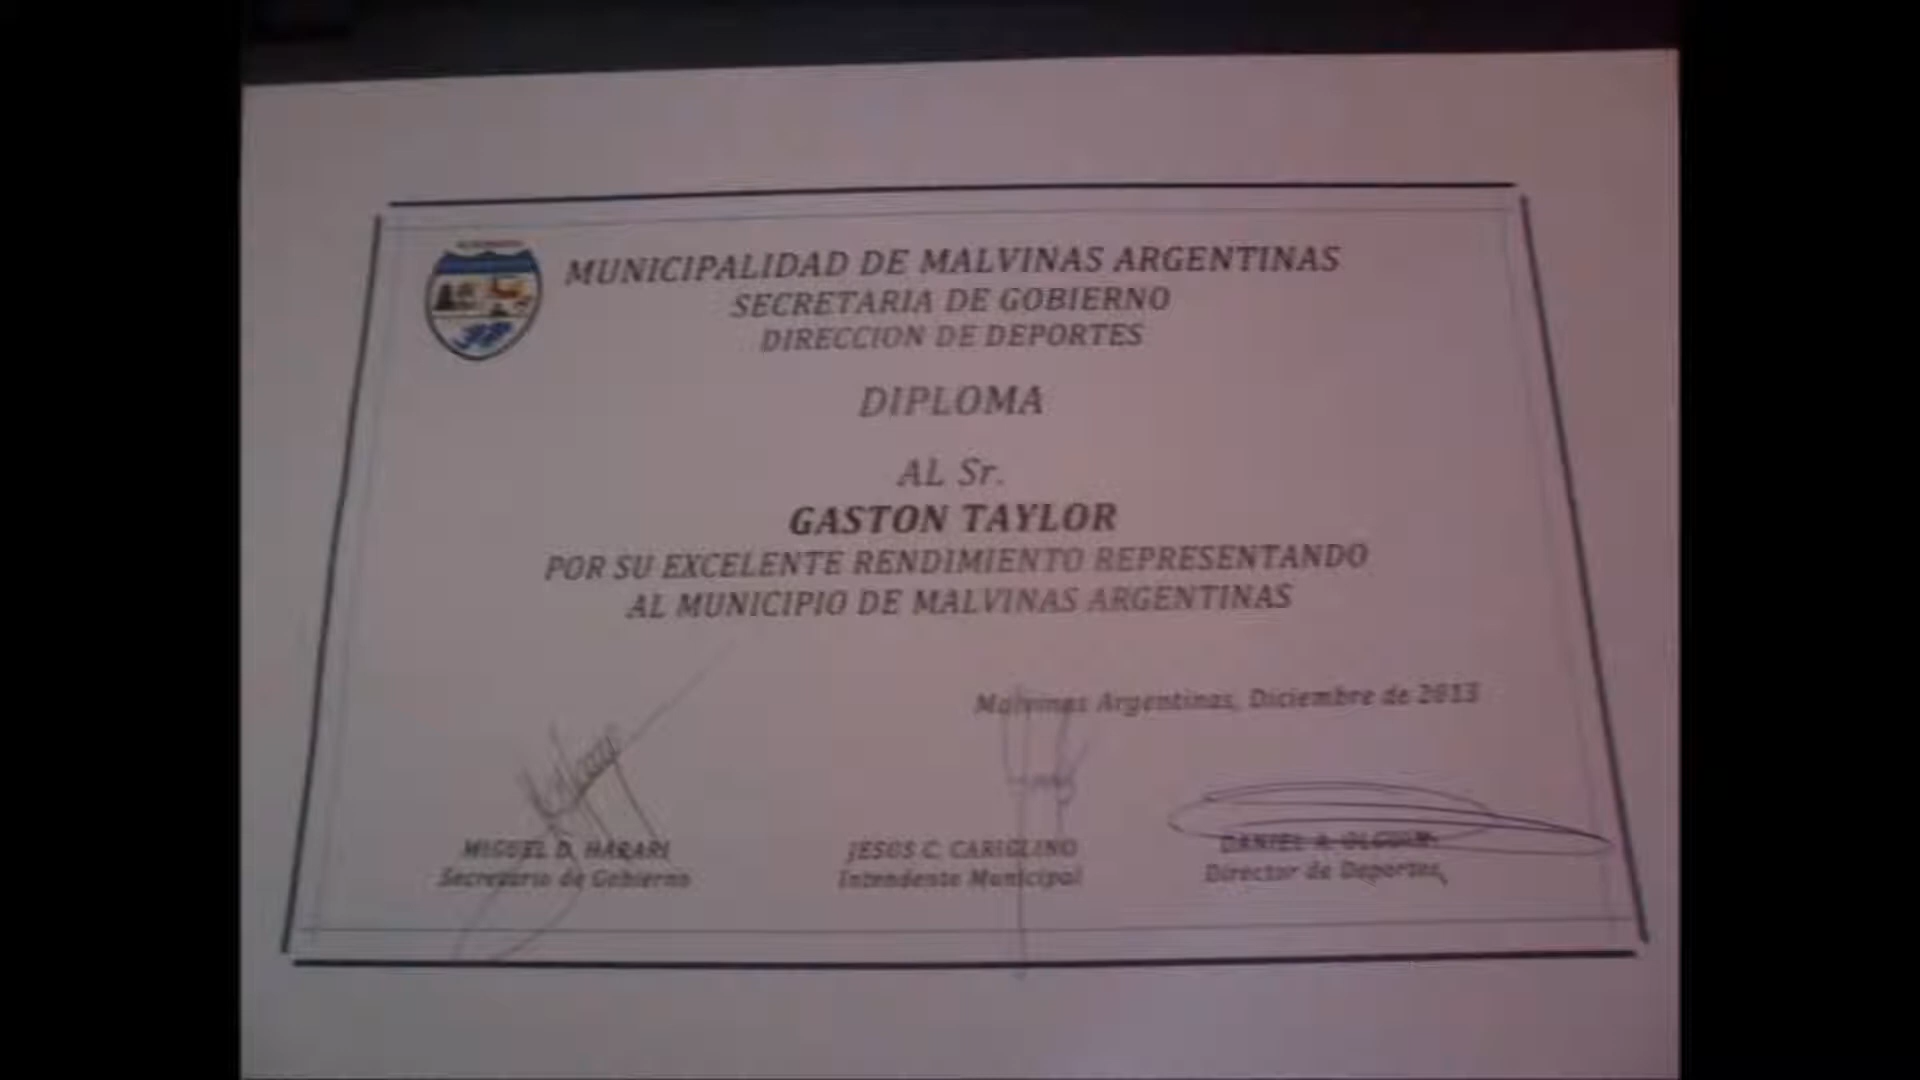 MUNICIPALIDAD DE MALVINAS ARGENTINAS
SECRETARIA DE GOBIERNO
DIRECCION DE DEPORTES
DIPLOMA
AL Sr.
GASTON TAYLOR
POR SU EXCELENTE RENDIMIENTO REPRESENTANDO
AL MUNICIPIO DE MALVINAS ARGENTINAS
Malvinas Argentinas, Diciembre de 2013
MIGUEL D. HARARI
Secretario de Gobierno
JESUS C. CARIGLINO
Intendente Municipal
DANIEL A. OLGUIN
Director de Deportes